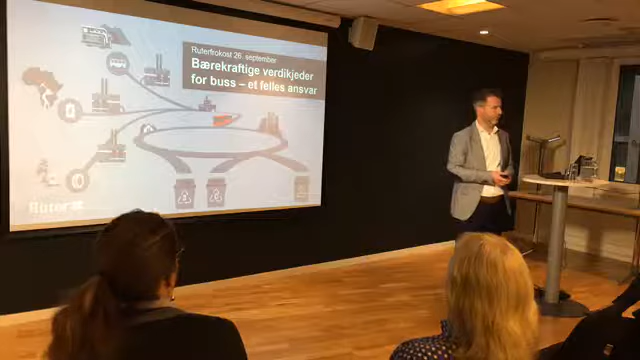 Ruterfrokost 26. september
Bærekraftige verdikjeder
for buss – et felles ansvar
Ruter#